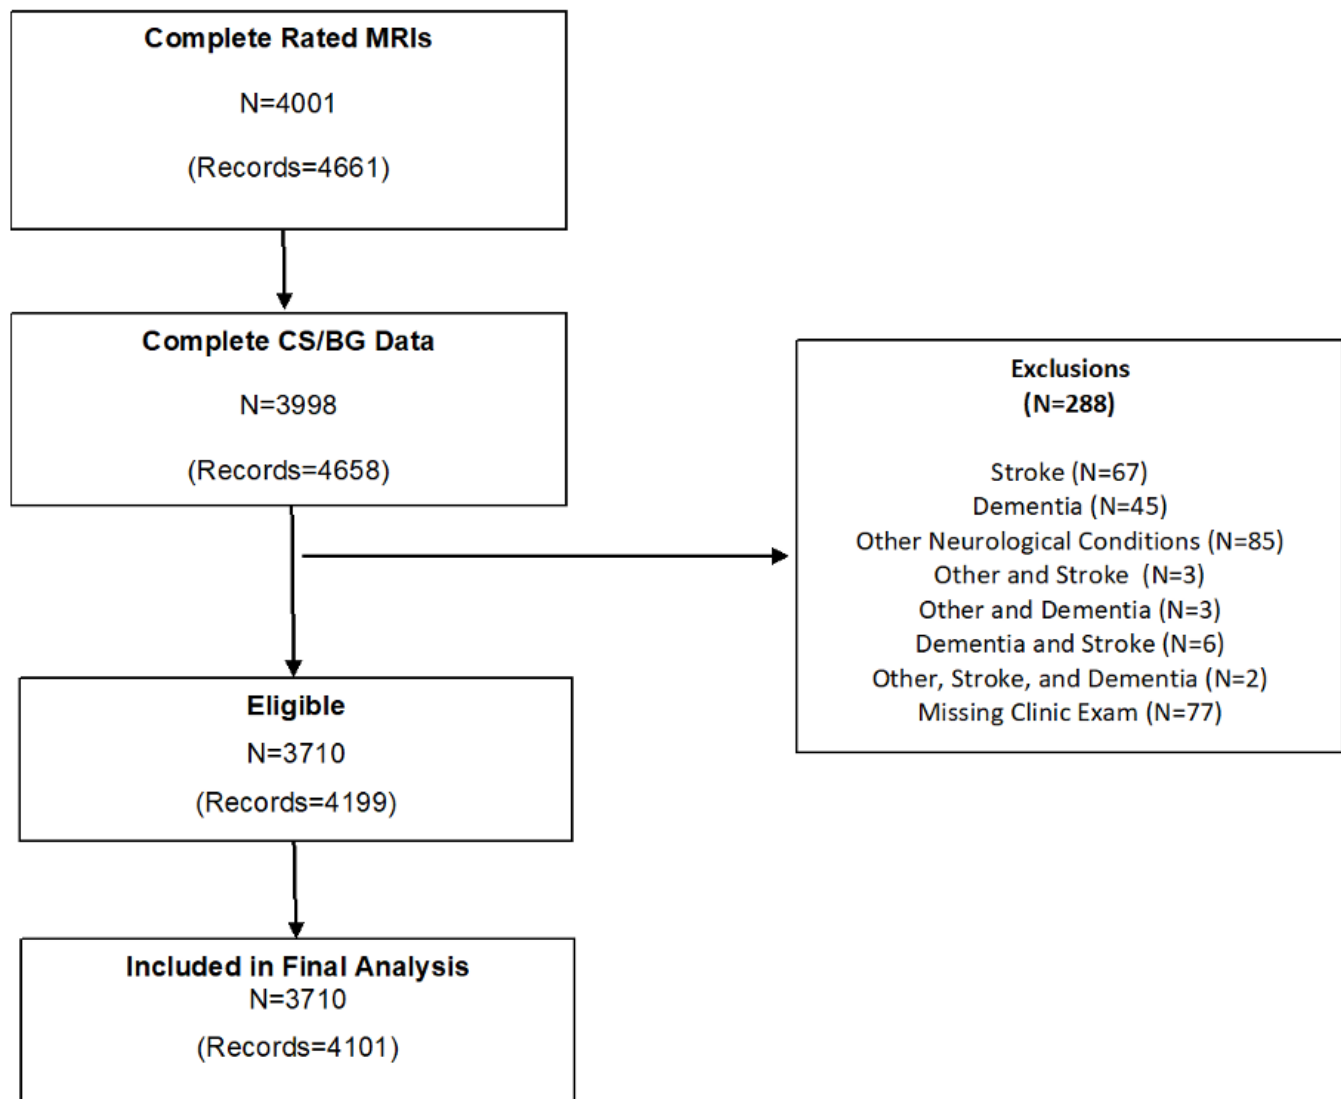 Complete Rated MRIs
N=4001
(Records=4661)
Complete CS/BG Data
N=3998
(Records=4658)
Exclusions
(N=288)
Stroke (N=67)
Dementia (N=45)
Other Neurological Conditions (N=85)
Other and Stroke (N=3)
Other and Dementia (N=3)
Dementia and Stroke (N=6)
Other, Stroke, and Dementia (N=2)
Missing Clinic Exam (N=77)
Eligible
N=3710
(Records=4199)
Included in Final Analysis
N=3710
(Records=4101)